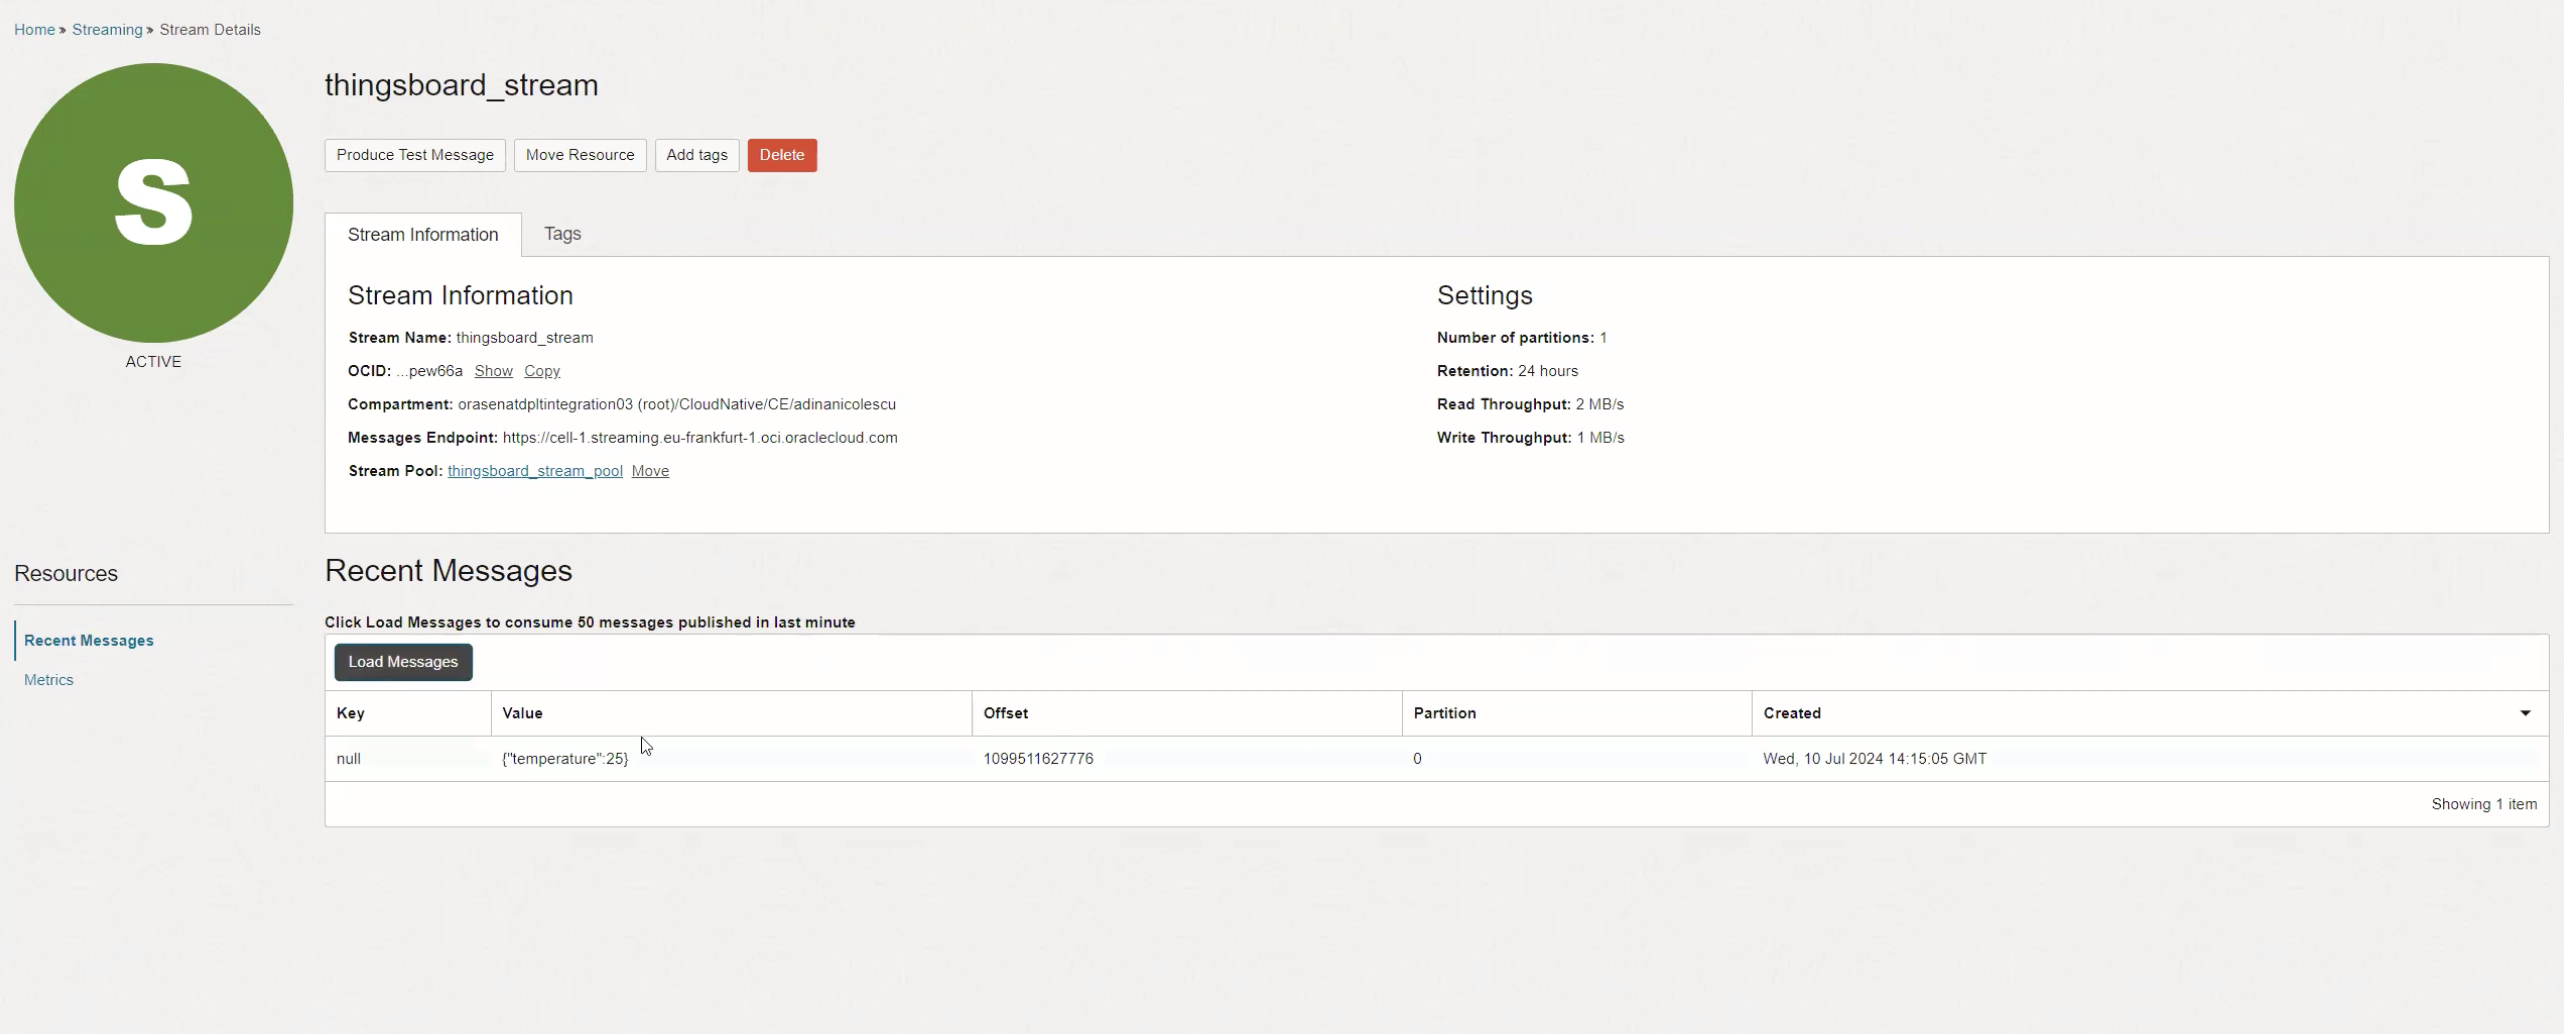 Home » Streaming » Stream Details
S
ACTIVE
thingsboard_stream
Produce Test Message Move Resource Add tags Delete
Stream Information Tags
Stream Information
Stream Name: thingsboard_stream
OCID: ...pew66a Show Copy
Compartment: orasenatdpltintegration03 (root)/CloudNative/CE/adinanicolescu
Messages Endpoint: https://cell-1.streaming.eu-frankfurt-1.oci.oraclecloud.com
Stream Pool: thingsboard_stream_pool Move
Settings
Number of partitions: 1
Retention: 24 hours
Read Throughput: 2 MB/s
Write Throughput: 1 MB/s
Resources
Recent Messages
Metrics
Recent Messages
Click Load Messages to consume 50 messages published in last minute
Load Messages
Key Value Offset Partition Created
null {"temperature":25} 1099511627776 0 Wed, 10 Jul 2024 14:15:05 GMT
Showing 1 item